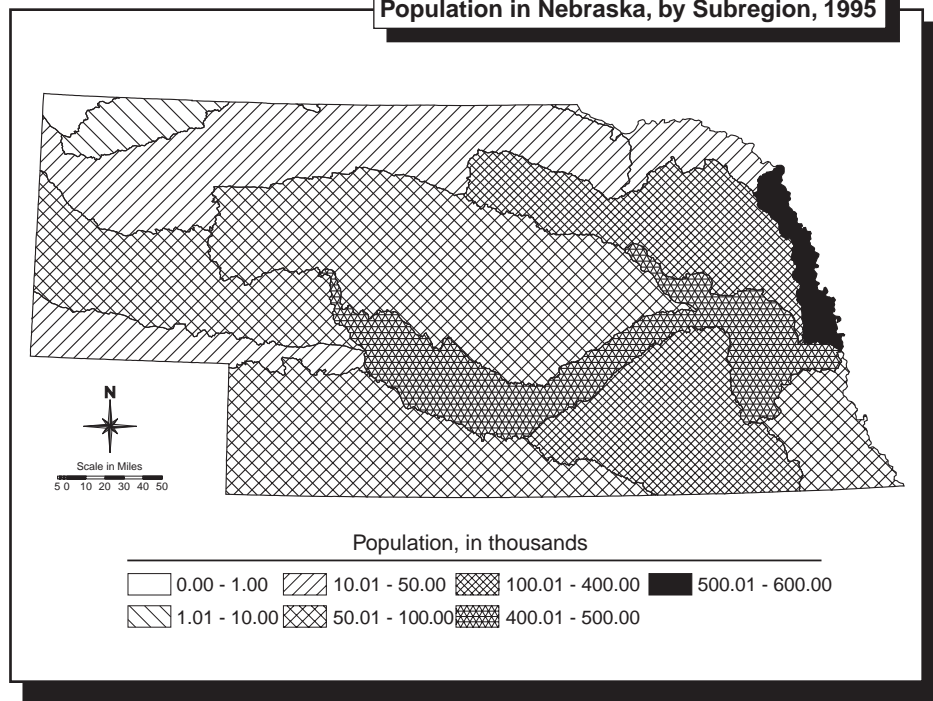 Population in Nebraska, by Subregion, 1995
N
Scale in Miles
5 0 10 20 30 40 50
Population, in thousands
0.00 - 1.00 10.01 - 50.00 100.01 - 400.00 500.01 - 600.00
1.01 - 10.00 50.01 - 100.00 400.01 - 500.00